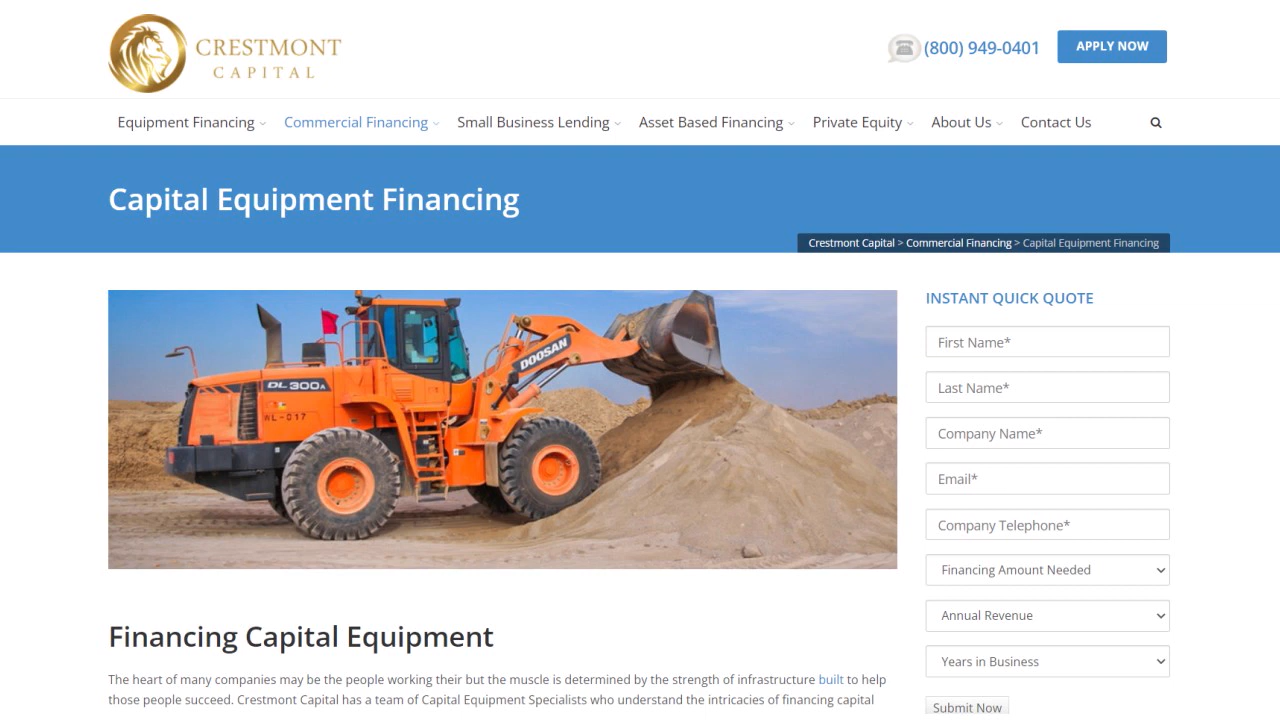 CRESTMONT
CAPITAL
(800) 949-0401
APPLY NOW
Equipment Financing
Commercial Financing
Small Business Lending
Asset Based Financing
Private Equity
About Us
Contact Us
Capital Equipment Financing
Crestmont Capital > Commercial Financing > Capital Equipment Financing
DL 300A
AL-017
DOOSAN
INSTANT QUICK QUOTE
First Name*
Last Name*
Company Name*
Email*
Company Telephone*
Financing Amount Needed
Annual Revenue
Years in Business
Submit Now
Financing Capital Equipment
The heart of many companies may be the people working their but the muscle is determined by the strength of infrastructure built to help
those people succeed. Crestmont Capital has a team of Capital Equipment Specialists who understand the intricacies of financing capital